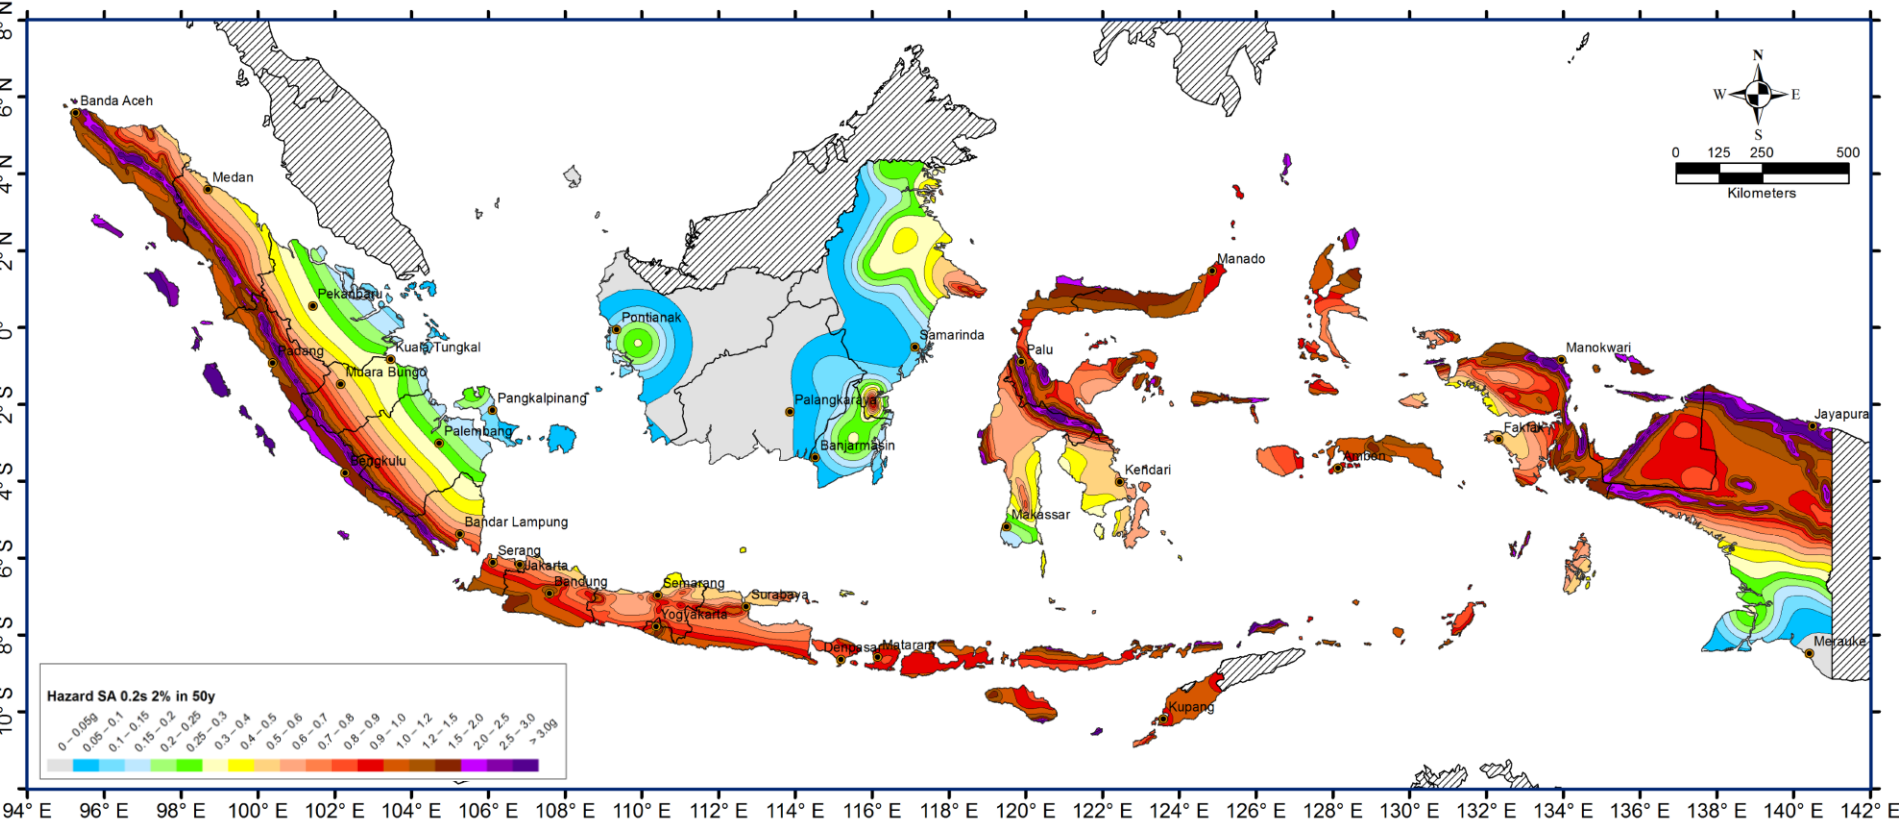 8° N
6° N
4° N
2° N
0°
2° S
4° S
6° S
8° S
10° S
N
W
E
S
0 125 250 500
Kilometers
Banda Aceh
Medan
Pekanbaru
Padang
Kuala Tungkal
Muara Bungo
Pangkalpinang
Palembang
Bengkulu
Bandar Lampung
Serang
Jakarta
Bandung
Semarang
Surabaya
Yogyakarta
Denpasar
Mataram
Kupang
Pontianak
Samarinda
Palangkaraya
Banjarmasin
Manado
Palu
Kendari
Makassar
Ambon
Manokwari
Fakfak
Jayapura
Merauke
Hazard SA 0.2s 2% in 50y
0 – 0.05g
0.05 – 0.1
0.1 – 0.15
0.15 – 0.2
0.2 – 0.25
0.25 – 0.3
0.3 – 0.4
0.4 – 0.5
0.5 – 0.6
0.6 – 0.7
0.7 – 0.8
0.8 – 0.9
0.9 – 1.0
1.0 – 1.2
1.2 – 1.5
1.5 – 2.0
2.0 – 2.5
2.5 – 3.0
> 3.0g
94° E 96° E 98° E 100° E 102° E 104° E 106° E 108° E 110° E 112° E 114° E 116° E 118° E 120° E 122° E 124° E 126° E 128° E 130° E 132° E 134° E 136° E 138° E 140° E 142° E